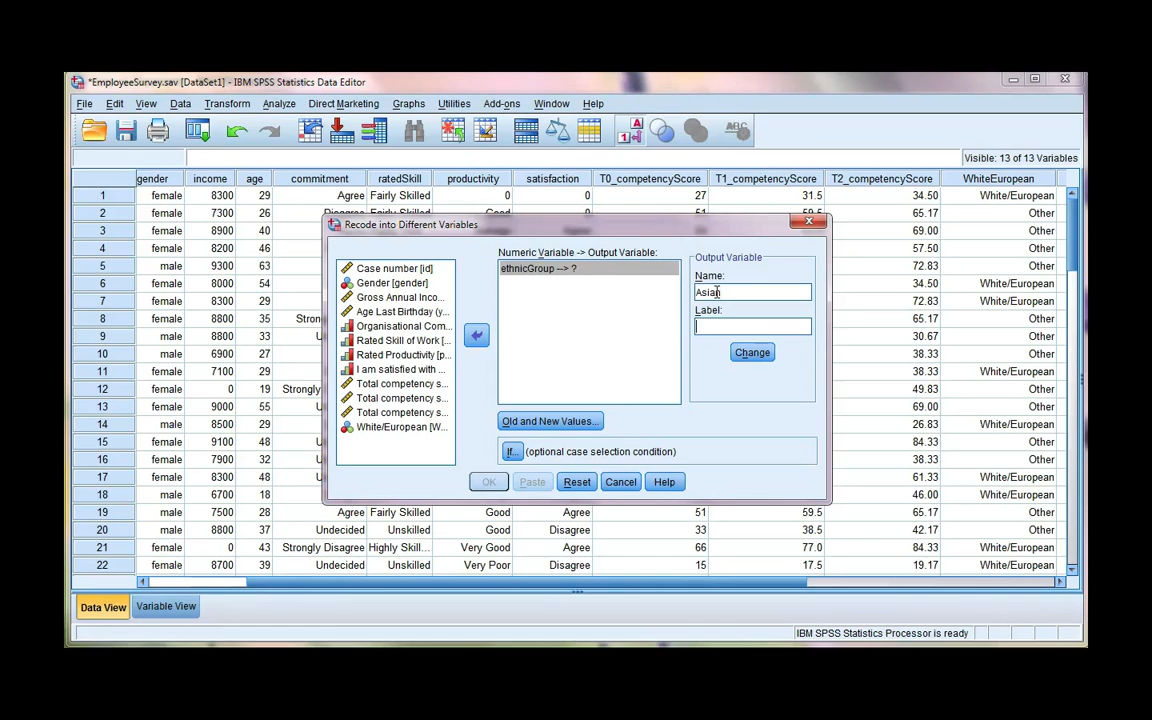 *EmployeeSurvey.sav [DataSet1] - IBM SPSS Statistics Data Editor
File Edit View Data Transform Analyze Direct Marketing Graphs Utilities Add-ons Window Help
Visible: 13 of 13 Variables
gender income age commitment ratedSkill productivity satisfaction T0_competencyScore T1_competencyScore T2_competencyScore WhiteEuropean
1 female 8300 29 Agree Fairly Skilled 0 0 27 31.5 34.50 White/European
2 female 7300 26 Other
3 female 8900 40 69.00 Other
4 female 8200 46 57.50 Other
5 female 9300 63 Other
6 female 8000 54 34.50 White/European
7 female 8300 30 72.83 White/European
8 female 8800 35 65.17 Other
9 male 8800 33 30.67 White/European
10 male 6900 27 38.33 Other
11 female 7100 29 38.33 White/European
12 female 0 19 49.83 Other
13 female 9000 55 69.00 Other
14 male 8500 29 26.83 White/European
15 female 9100 48 84.33 Other
16 female 7900 32 38.33 Other
17 female 8300 48 61.33 White/European
18 male 6700 18 46.00 Other
19 male 7500 28 Agree Fairly Skilled Good Agree 51 59.5 65.17 Other
20 male 8800 37 Undecided Unskilled Good Disagree 33 38.5 42.17 Other
21 female 0 43 Strongly Disagree Highly Skill... Very Good Agree 66 77.0 84.33 White/European
22 female 8700 39 Undecided Unskilled Very Poor Disagree 15 17.5 19.17 White/European
Recode into Different Variables
Case number [id]
Gender [gender]
Gross Annual Inco...
Age Last Birthday (y...
Organisational Com...
Rated Skill of Work [...
Rated Productivity [p...
I am satisfied with ...
Total competency s...
Total competency s...
Total competency s...
White/European [W...
Numeric Variable -> Output Variable:
ethnicGroup --> ?
Output Variable
Name:
Asian
Label:
Change
Old and New Values...
If... (optional case selection condition)
OK Paste Reset Cancel Help
Data View Variable View
IBM SPSS Statistics Processor is ready